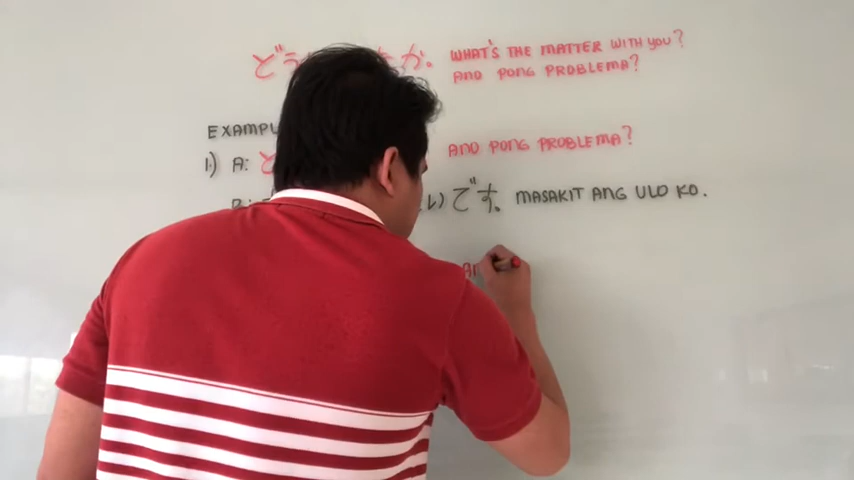 どう か。 WHAT'S THE MATTER WITH YOU?
ANO PONG PROBLEMA?
EXAMPL
1.) A: ど ANO PONG PROBLEMA?
B: い)です。 MASAKIT ANG ULO KO.
AN